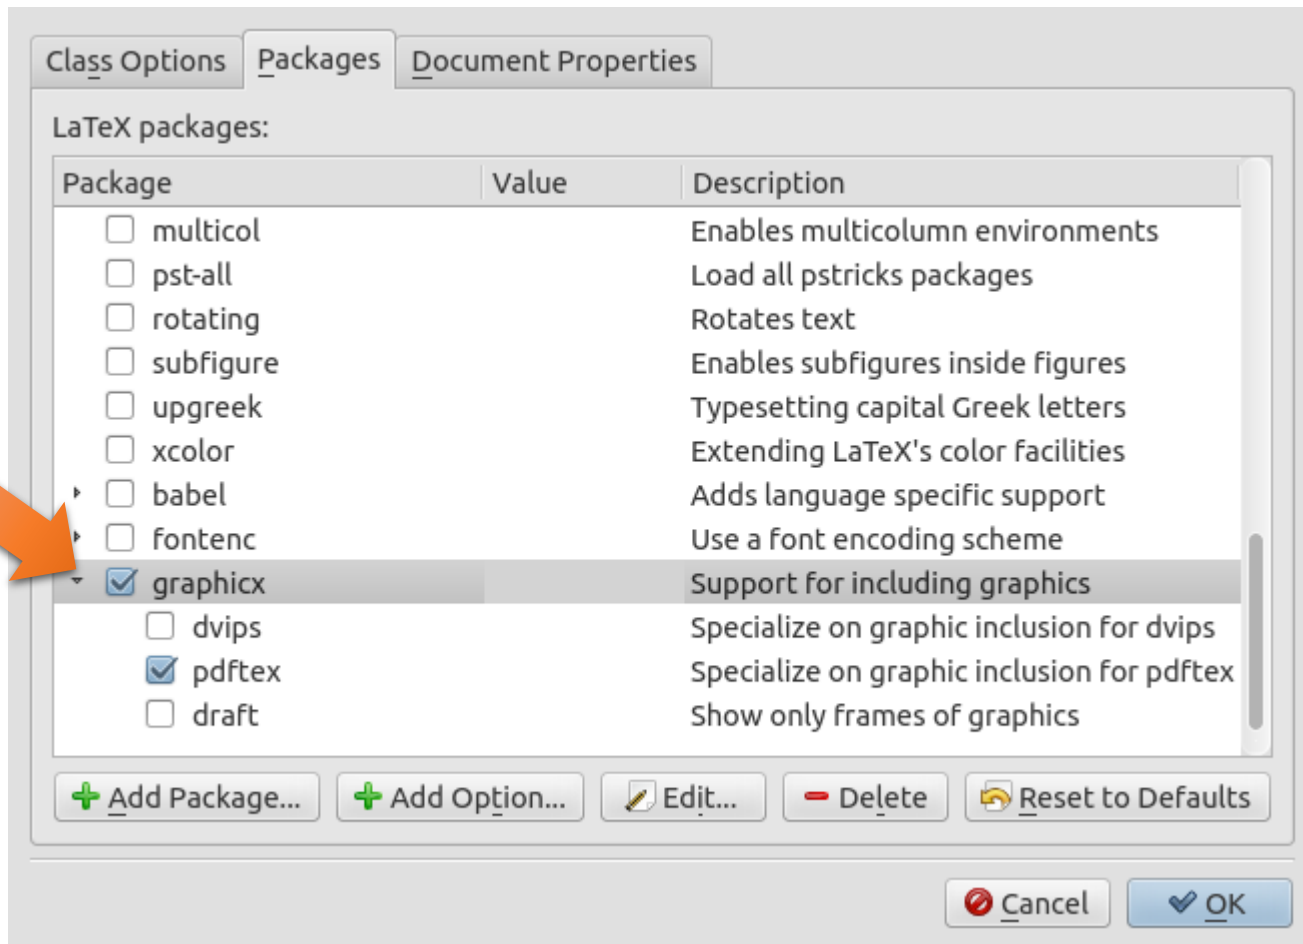 Class Options Packages Document Properties
LaTeX packages:
Package Value Description
multicol Enables multicolumn environments
pst-all Load all pstricks packages
rotating Rotates text
subfigure Enables subfigures inside figures
upgreek Typesetting capital Greek letters
xcolor Extending LaTeX's color facilities
babel Adds language specific support
fontenc Use a font encoding scheme
graphicx Support for including graphics
dvips Specialize on graphic inclusion for dvips
pdftex Specialize on graphic inclusion for pdftex
draft Show only frames of graphics
Add Package... Add Option... Edit... Delete Reset to Defaults
Cancel OK